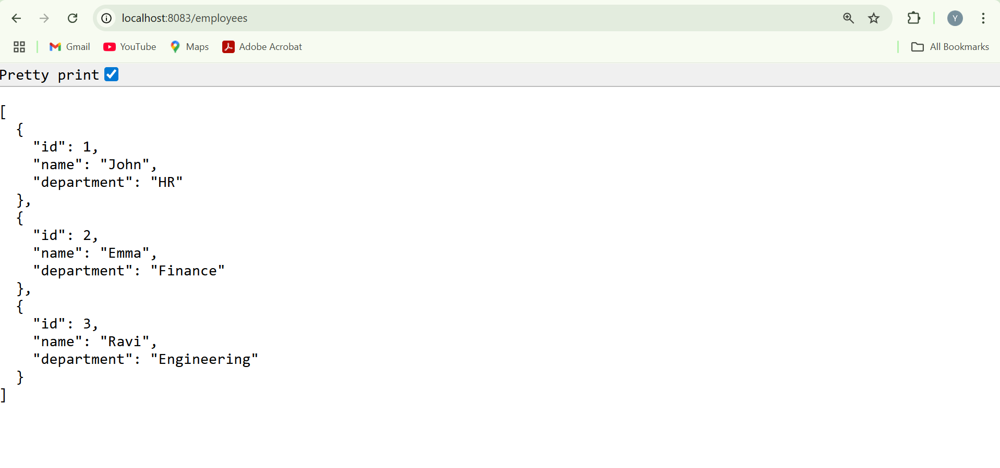 localhost:8083/employees
Y
Gmail YouTube Maps Adobe Acrobat All Bookmarks
Pretty print
[
  {
    "id": 1,
    "name": "John",
    "department": "HR"
  },
  {
    "id": 2,
    "name": "Emma",
    "department": "Finance"
  },
  {
    "id": 3,
    "name": "Ravi",
    "department": "Engineering"
  }
]